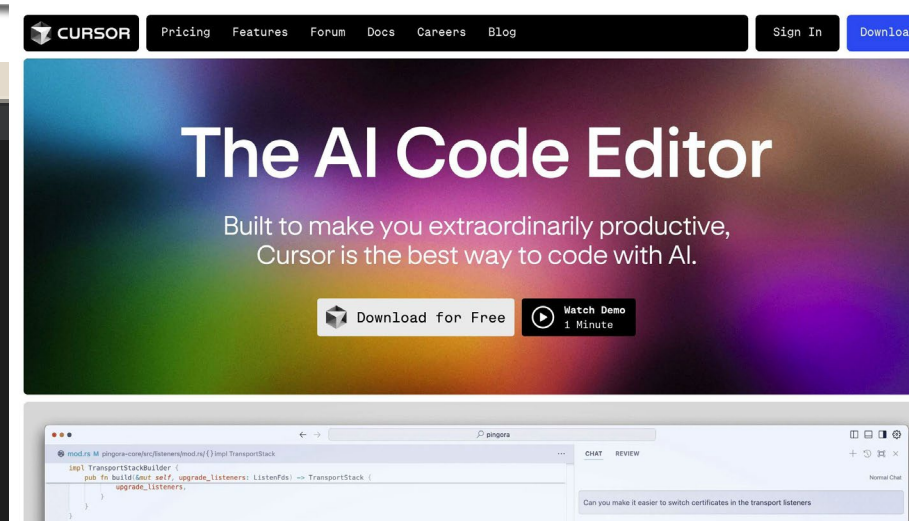 CURSOR
Pricing Features Forum Docs Careers Blog
Sign In
Downloa
The AI Code Editor
Built to make you extraordinarily productive,
Cursor is the best way to code with AI.
Download for Free
Watch Demo
1 Minute
pingora
mod.rs M pingora-core/src/listeners/mod.rs/{} impl TransportStack
...
CHAT REVIEW
impl TransportStackBuilder {
pub fn build(&mut self, upgrade_listeners: ListenFds) -> TransportStack {
upgrade_listeners,
}
}
}
Normal Chat
Can you make it easier to switch certificates in the transport listeners